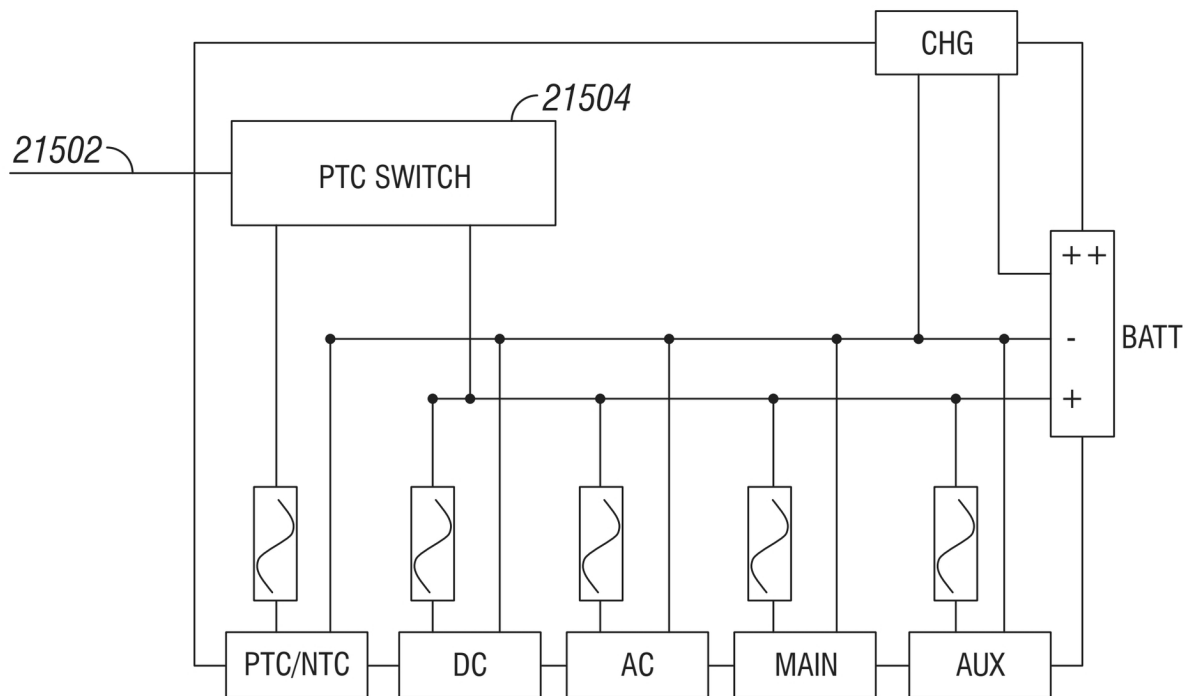 CHG
21504
21502
PTC SWITCH
++
-
BATT
+
PTC/NTC
DC
AC
MAIN
AUX